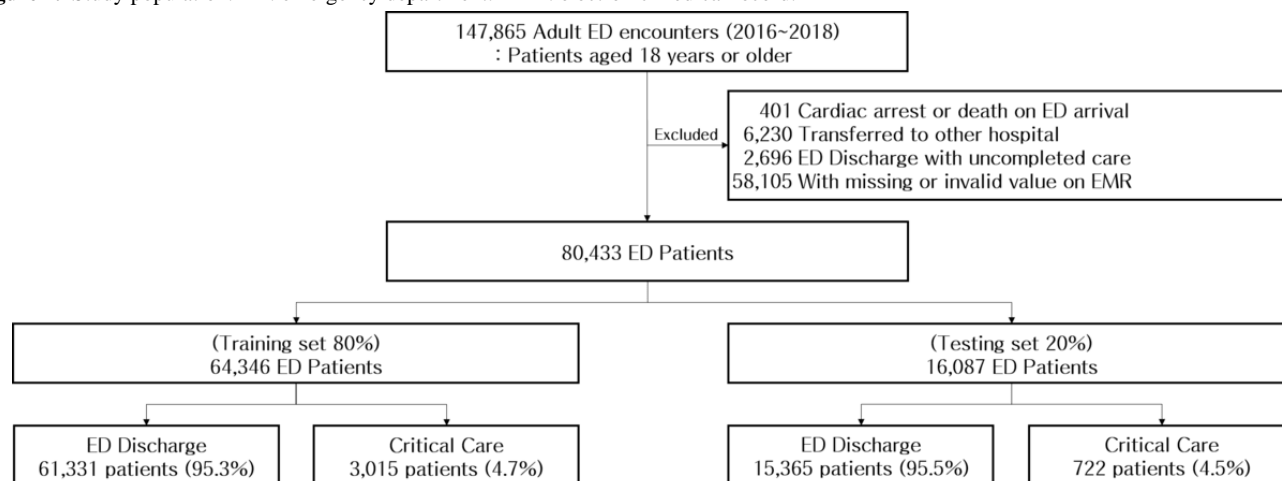 147,865 Adult ED encounters (2016~2018)
: Patients aged 18 years or older
Excluded
401 Cardiac arrest or death on ED arrival
6,230 Transferred to other hospital
2,696 ED Discharge with uncompleted care
58,105 With missing or invalid value on EMR
80,433 ED Patients
(Training set 80%)
64,346 ED Patients
(Testing set 20%)
16,087 ED Patients
ED Discharge
61,331 patients (95.3%)
Critical Care
3,015 patients (4.7%)
ED Discharge
15,365 patients (95.5%)
Critical Care
722 patients (4.5%)